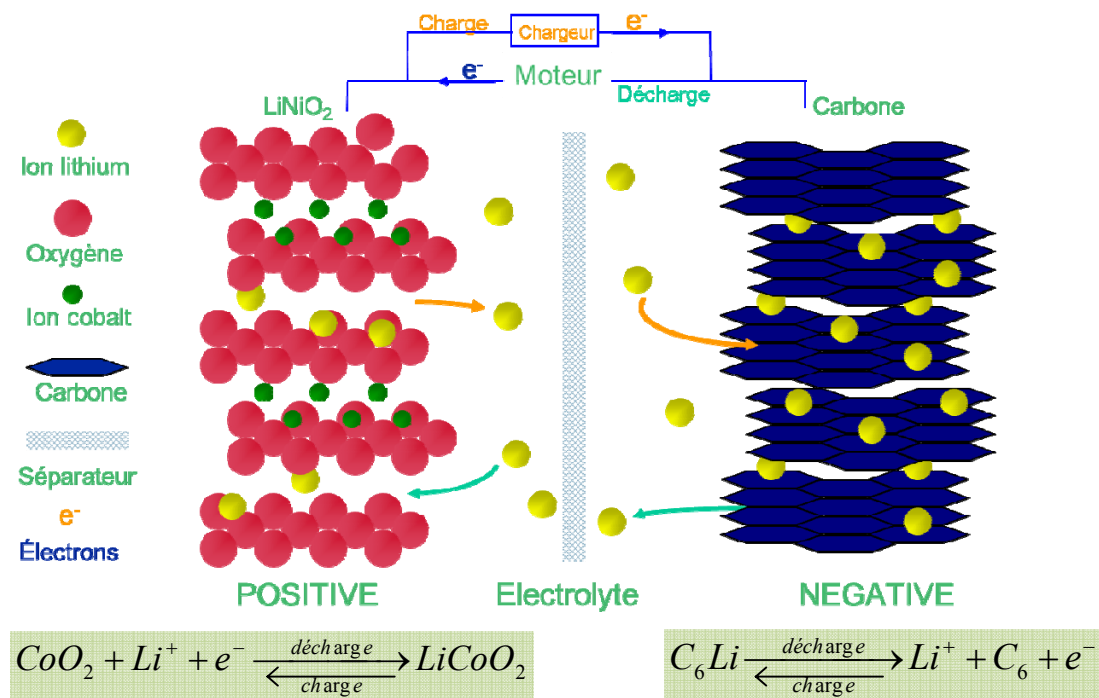 Charge Chargeur e-
e- Moteur
Décharge
LiNiO₂ Carbone
Ion lithium
Oxygène
Ion cobalt
Carbone
Séparateur
e-
Électrons
POSITIVE Electrolyte NEGATIVE
CoO₂ + Li⁺ + e⁻ décharge charge LiCoO₂
C₆Li décharge charge Li⁺ + C₆ + e⁻